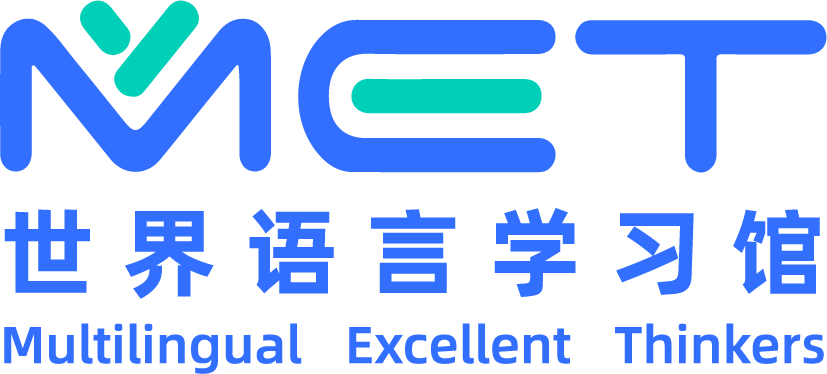 MET
世界语言学习馆
Multilingual Excellent Thinkers